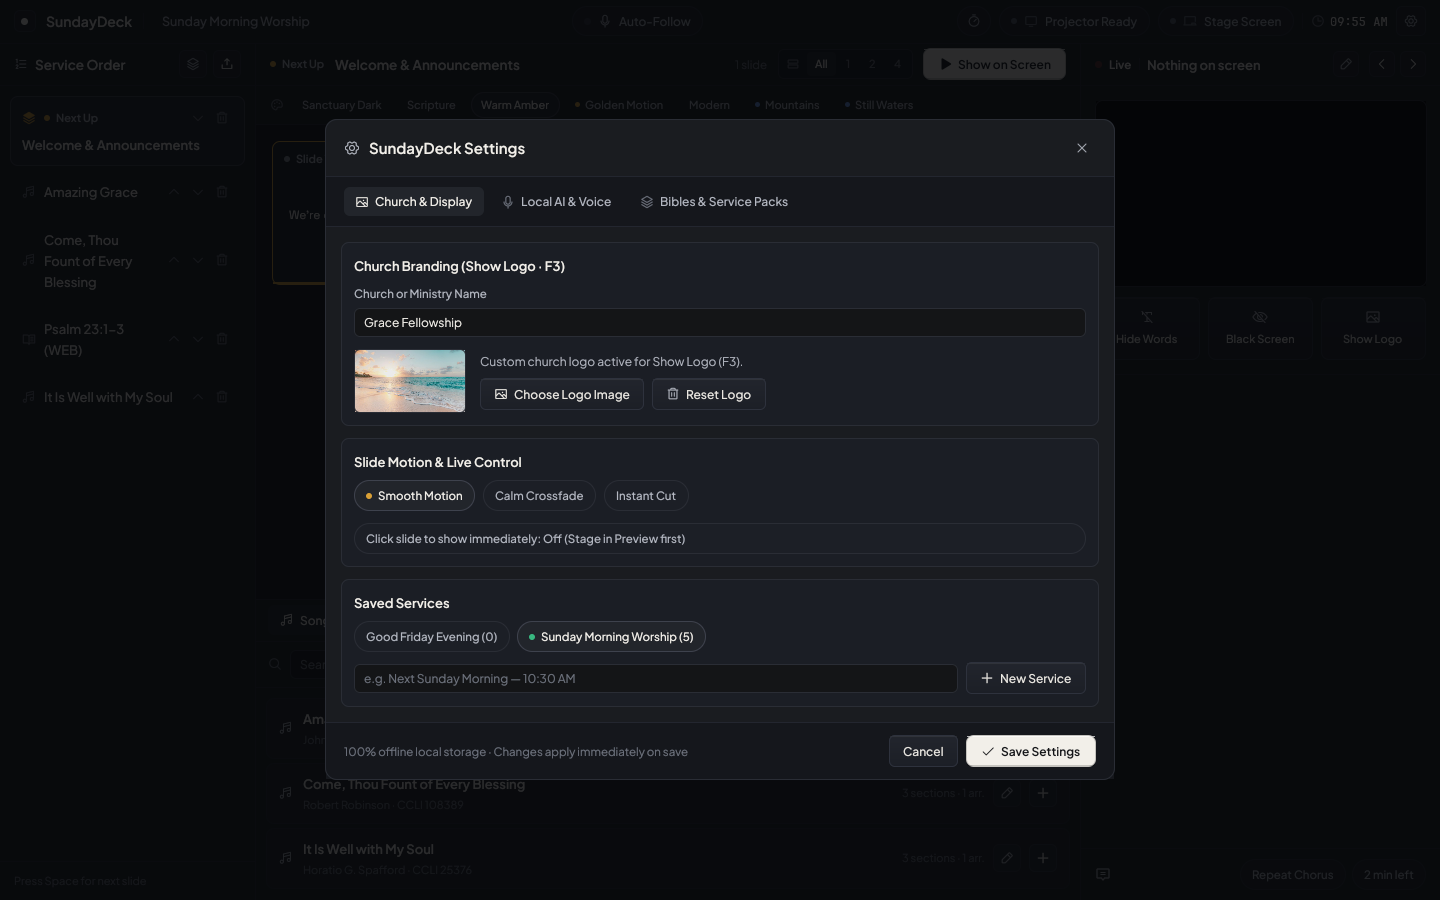 SundayDeck
Sunday Morning Worship
Auto-Follow
Projector Ready
Stage Screen
09:55 AM
Service Order
Next Up
Welcome & Announcements
1 slide
All
1
2
4
Show on Screen
Live
Nothing on screen
Sanctuary Dark
Scripture
Warm Amber
Golden Motion
Modern
Mountains
Still Waters
Next Up
Welcome & Announcements
Amazing Grace
Come, Thou
Fount of Every
Blessing
Psalm 23:1–3
(WEB)
It Is Well with My Soul
Slide
We're
SundayDeck Settings
Church & Display
Local AI & Voice
Bibles & Service Packs
Church Branding (Show Logo · F3)
Church or Ministry Name
Grace Fellowship
Custom church logo active for Show Logo (F3).
Choose Logo Image
Reset Logo
Slide Motion & Live Control
Smooth Motion
Calm Crossfade
Instant Cut
Click slide to show immediately: Off (Stage in Preview first)
Saved Services
Good Friday Evening (0)
Sunday Morning Worship (5)
e.g. Next Sunday Morning — 10:30 AM
New Service
100% offline local storage · Changes apply immediately on save
Cancel
Save Settings
Hide Words
Black Screen
Show Logo
Come, Thou Fount of Every Blessing
Robert Robinson · CCLI 108389
3 sections · 1 arr.
It Is Well with My Soul
Horatio G. Spafford · CCLI 25376
3 sections · 1 arr.
Press Space for next slide
Repeat Chorus
2 min left